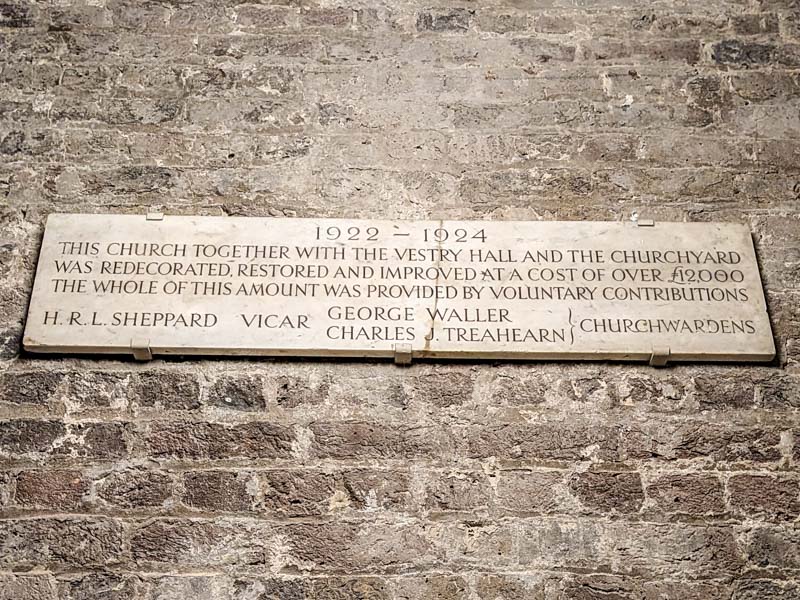 1922 – 1924
THIS CHURCH TOGETHER WITH THE VESTRY HALL AND THE CHURCHYARD
WAS REDECORATED, RESTORED AND IMPROVED AT A COST OF OVER £12,000
THE WHOLE OF THIS AMOUNT WAS PROVIDED BY VOLUNTARY CONTRIBUTIONS
H. R. L. SHEPPARD VICAR GEORGE WALLER
CHARLES J. TREAHEARN } CHURCHWARDENS